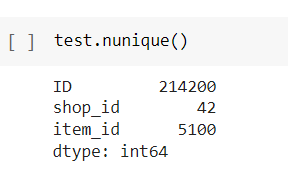 [ ] test.nunique()
ID 214200
shop_id 42
item_id 5100
dtype: int64